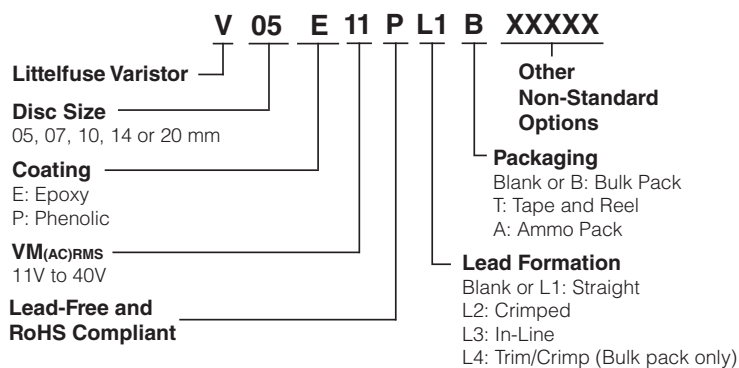 V 05 E 11 P L1 B XXXXX
Littelfuse Varistor
Disc Size
05, 07, 10, 14 or 20 mm
Coating
E: Epoxy
P: Phenolic
VM(AC)RMS
11V to 40V
Lead-Free and
RoHS Compliant
Other
Non-Standard
Options
Packaging
Blank or B: Bulk Pack
T: Tape and Reel
A: Ammo Pack
Lead Formation
Blank or L1: Straight
L2: Crimped
L3: In-Line
L4: Trim/Crimp (Bulk pack only)